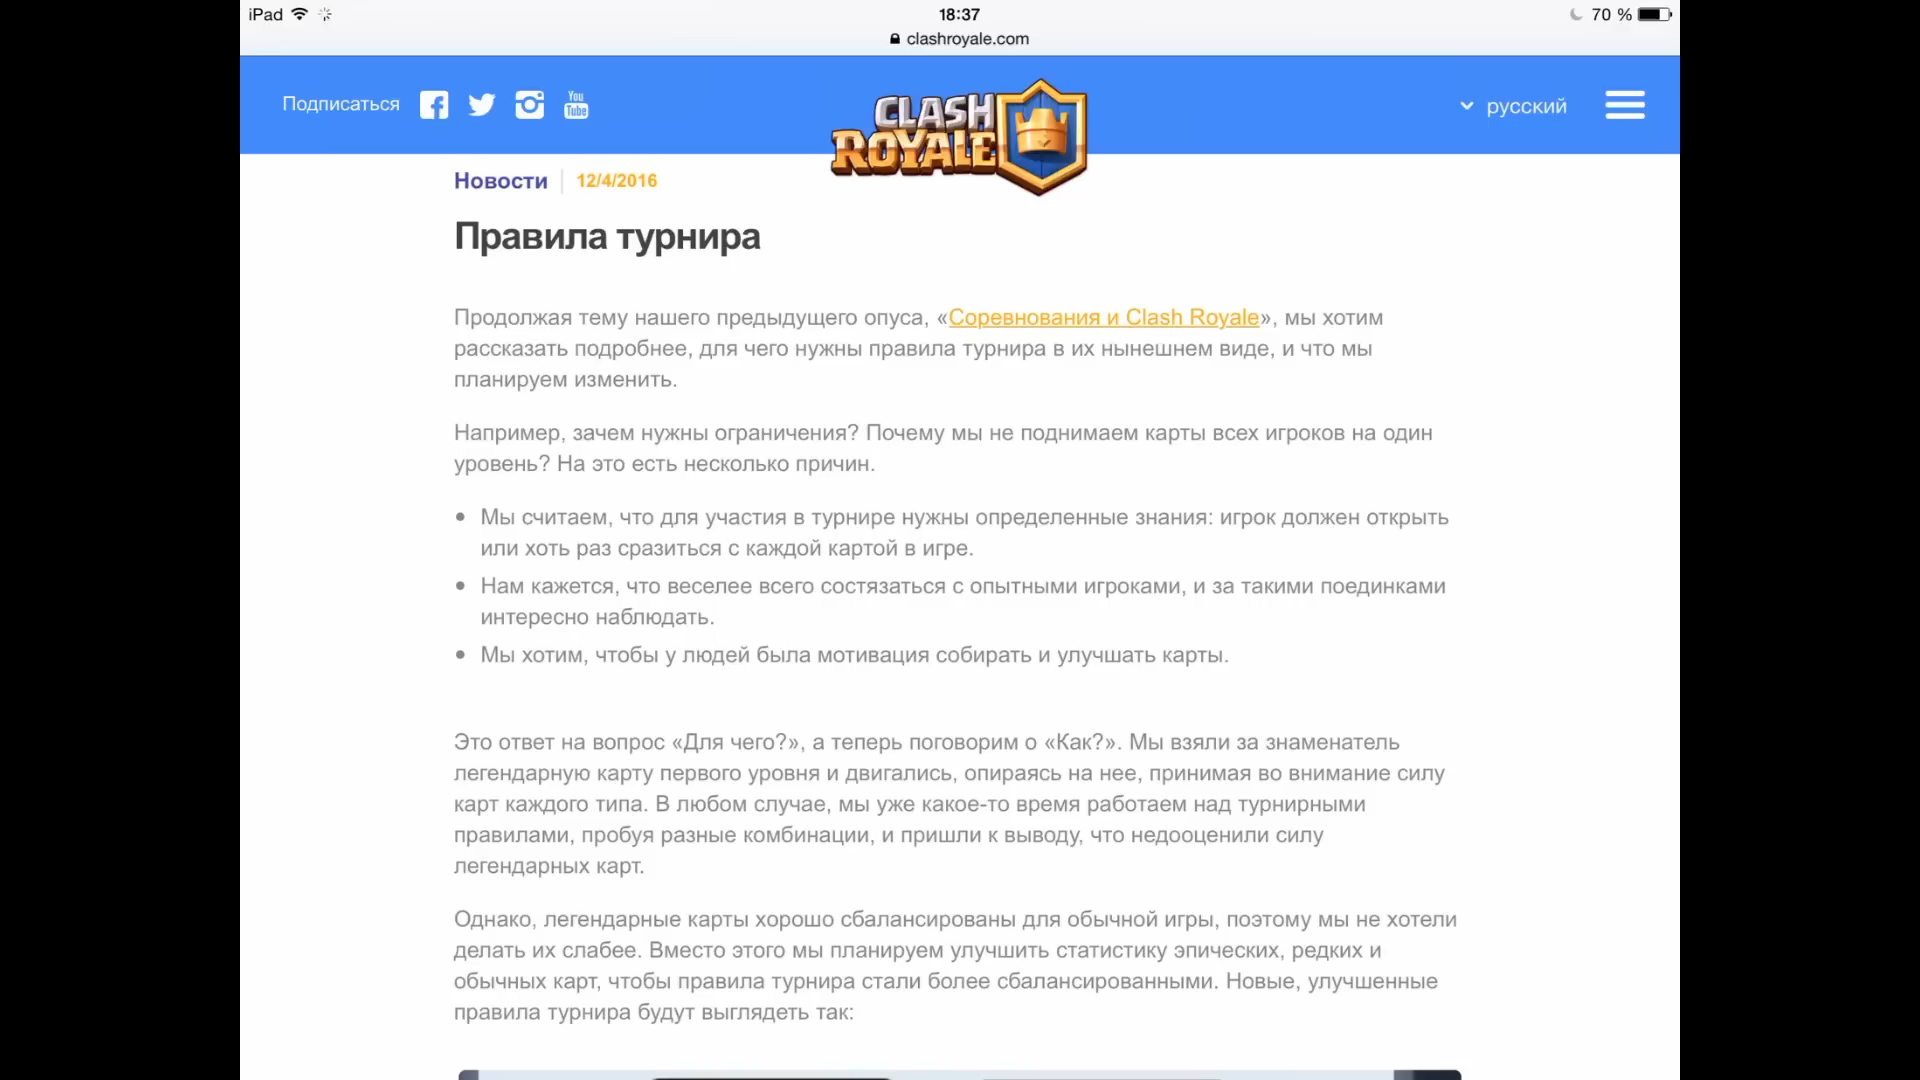 iPad
18:37
70 %
clashroyale.com
Подписаться
You
Tube
CLASH
ROYALE
русский
Новости
12/4/2016
Правила турнира
Продолжая тему нашего предыдущего опуса, «Соревнования и Clash Royale», мы хотим
рассказать подробнее, для чего нужны правила турнира в их нынешнем виде, и что мы
планируем изменить.
Например, зачем нужны ограничения? Почему мы не поднимаем карты всех игроков на один
уровень? На это есть несколько причин.
• Мы считаем, что для участия в турнире нужны определенные знания: игрок должен открыть
или хоть раз сразиться с каждой картой в игре.
• Нам кажется, что веселее всего состязаться с опытными игроками, и за такими поединками
интересно наблюдать.
• Мы хотим, чтобы у людей была мотивация собирать и улучшать карты.
Это ответ на вопрос «Для чего?», а теперь поговорим о «Как?». Мы взяли за знаменатель
легендарную карту первого уровня и двигались, опираясь на нее, принимая во внимание силу
карт каждого типа. В любом случае, мы уже какое-то время работаем над турнирными
правилами, пробуя разные комбинации, и пришли к выводу, что недооценили силу
легендарных карт.
Однако, легендарные карты хорошо сбалансированы для обычной игры, поэтому мы не хотели
делать их слабее. Вместо этого мы планируем улучшить статистику эпических, редких и
обычных карт, чтобы правила турнира стали более сбалансированными. Новые, улучшенные
правила турнира будут выглядеть так: